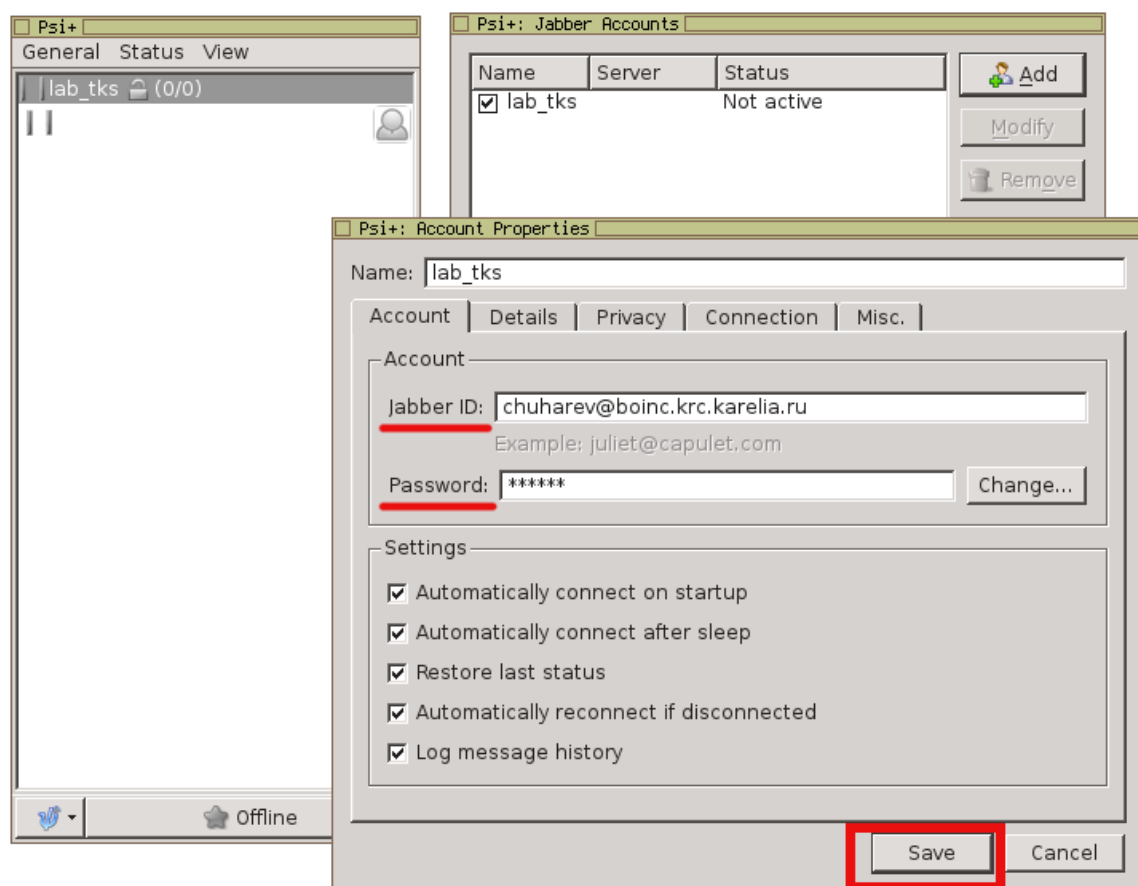 Psi+
General Status View
lab_tks (0/0)
Offline
Psi+: Jabber Accounts
Name Server Status
lab_tks Not active
Add
Modify
Remove
Psi+: Account Properties
Name: lab_tks
Account Details Privacy Connection Misc.
Account
Jabber ID: chuharev@boinc.krc.karelia.ru
Example: juliet@capulet.com
Password: ****** Change...
Settings
Automatically connect on startup
Automatically connect after sleep
Restore last status
Automatically reconnect if disconnected
Log message history
Save Cancel